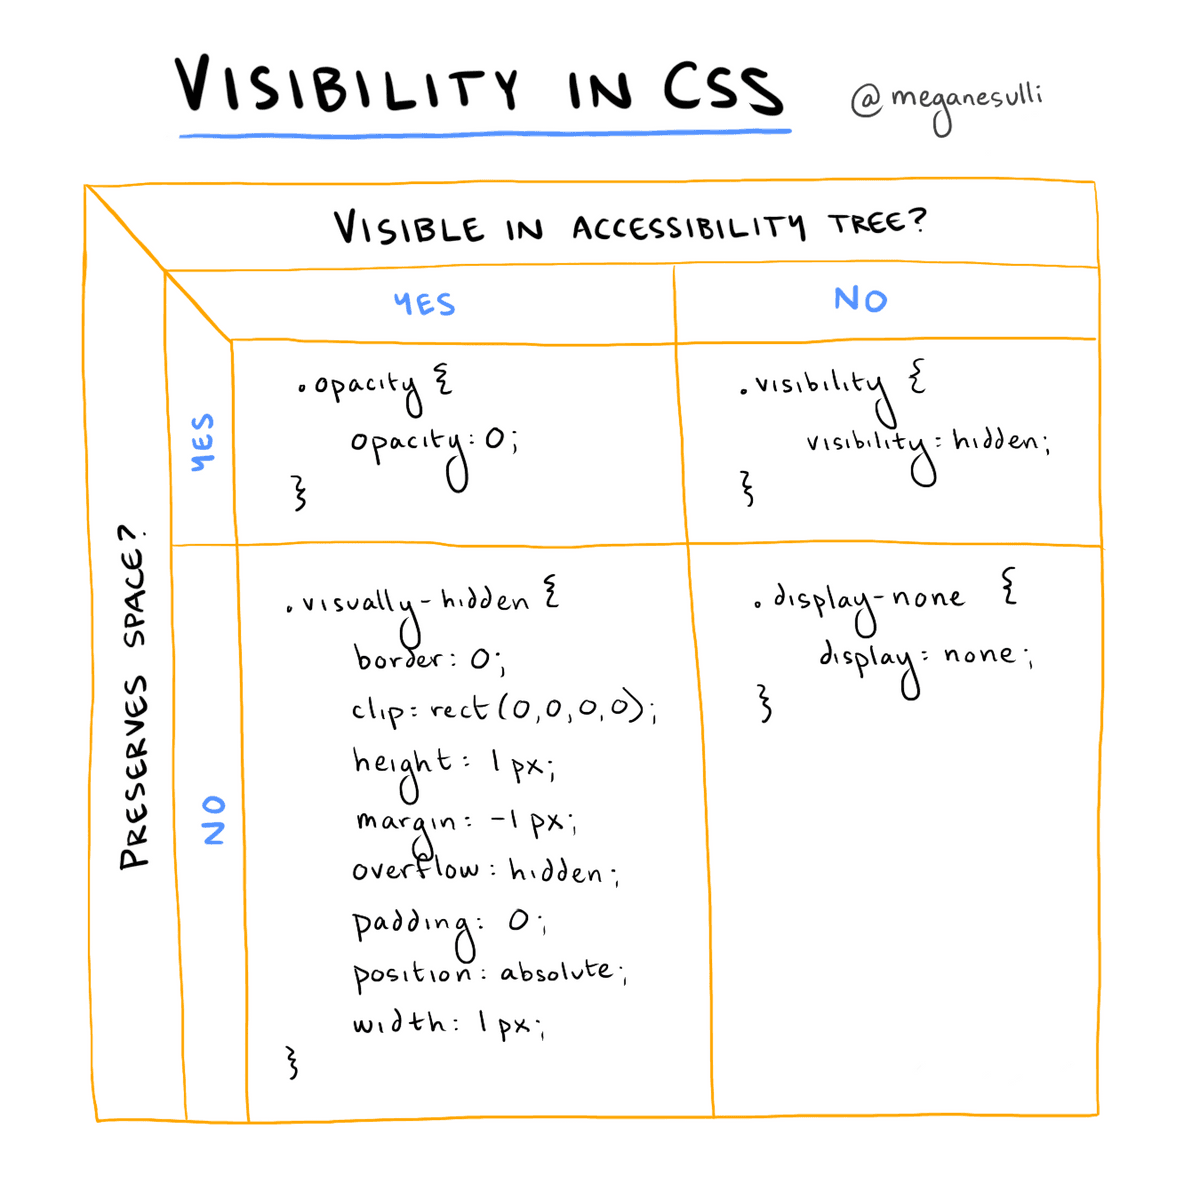 VISIBILITY IN CSS
@meganesulli
VISIBLE IN ACCESSIBILITY TREE?
YES
NO
PRESERVES SPACE?
YES
.opacity {
opacity: 0;
}
.visibility {
visibility: hidden;
}
NO
.visually-hidden {
border: 0;
clip: rect(0,0,0,0);
height: 1px;
margin: -1px;
overflow: hidden;
padding: 0;
position: absolute;
width: 1px;
}
.display-none {
display: none;
}